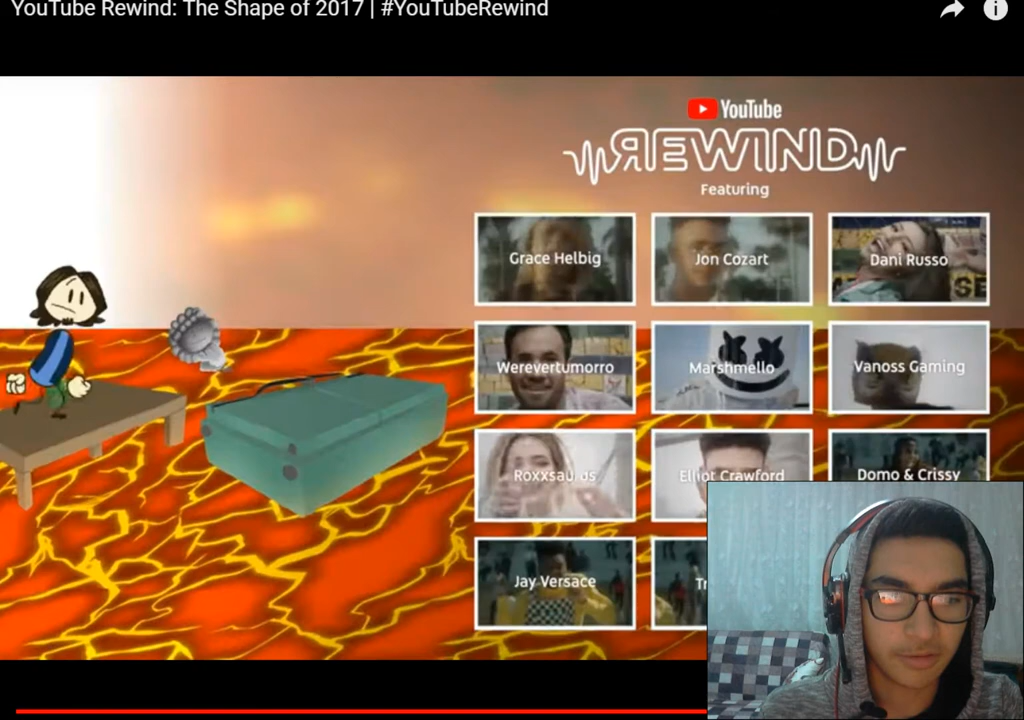 YouTube Rewind: The Shape of 2017 | #YouTubeRewind
YouTube
REWIND
Featuring
Grace Helbig
Jon Cozart
Dani Russo
Werevertumorro
Marshmello
Vanoss Gaming
Roxxsaurus
Elliot Crawford
Domo & Crissy
Jay Versace